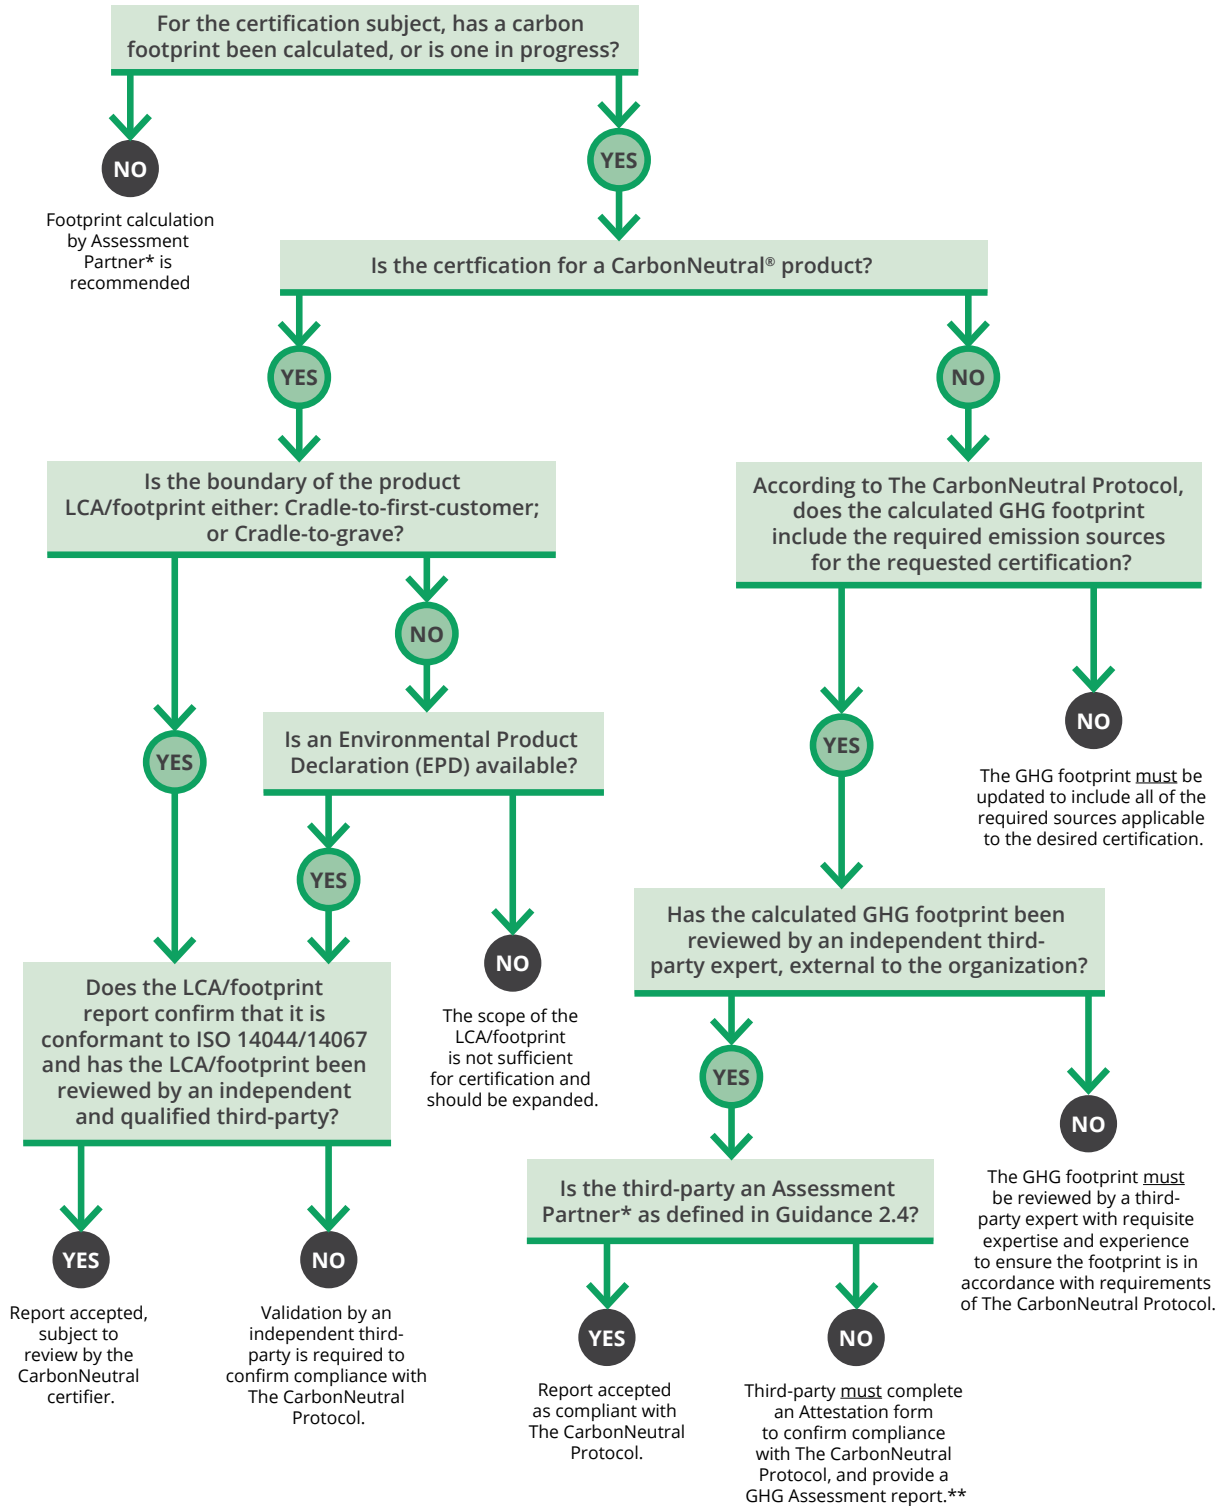 For the certification subject, has a carbon
footprint been calculated, or is one in progress?
NO
YES
Footprint calculation
by Assessment
Partner* is
recommended
Is the certfication for a CarbonNeutral® product?
YES
NO
Is the boundary of the product
LCA/footprint either: Cradle-to-first-customer;
or Cradle-to-grave?
According to The CarbonNeutral Protocol,
does the calculated GHG footprint
include the required emission sources
for the requested certification?
NO
YES
Is an Environmental Product
Declaration (EPD) available?
YES
NO
The GHG footprint must be
updated to include all of the
required sources applicable
to the desired certification.
YES
NO
Has the calculated GHG footprint been
reviewed by an independent third-
party expert, external to the organization?
Does the LCA/footprint
report confirm that it is
conformant to ISO 14044/14067
and has the LCA/footprint been
reviewed by an independent
and qualified third-party?
The scope of the
LCA/footprint
is not sufficient
for certification and
should be expanded.
YES
NO
Is the third-party an Assessment
Partner* as defined in Guidance 2.4?
The GHG footprint must
be reviewed by a third-
party expert with requisite
expertise and experience
to ensure the footprint is in
accordance with requirements
of The CarbonNeutral Protocol.
YES
NO
Report accepted,
subject to
review by the
CarbonNeutral
certifier.
Validation by an
independent third-
party is required to
confirm compliance with
The CarbonNeutral
Protocol.
YES
NO
Report accepted
as compliant with
The CarbonNeutral
Protocol.
Third-party must complete
an Attestation form
to confirm compliance
with The CarbonNeutral
Protocol, and provide a
GHG Assessment report.**